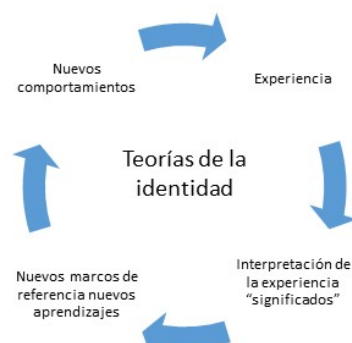 Nuevos
comportamientos
Experiencia
Teorías de la
identidad
Nuevos marcos de
referencia nuevos
aprendizajes
Interpretación de
la experiencia
“significados”